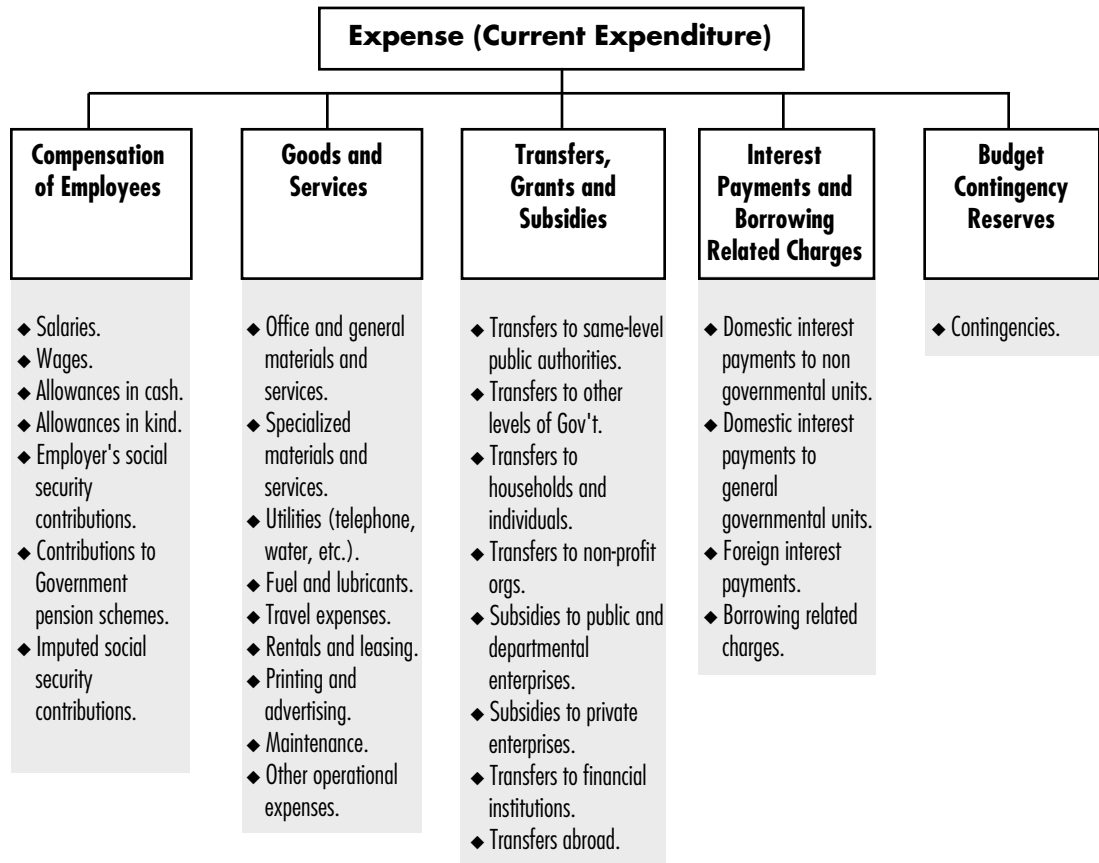 Expense (Current Expenditure)
Compensation
of Employees
◆ Salaries.
◆ Wages.
◆ Allowances in cash.
◆ Allowances in kind.
◆ Employer's social
security
contributions.
◆ Contributions to
Government
pension schemes.
◆ Imputed social
security
contributions.
Goods and
Services
◆ Office and general
materials and
services.
◆ Specialized
materials and
services.
◆ Utilities (telephone,
water, etc.).
◆ Fuel and lubricants.
◆ Travel expenses.
◆ Rentals and leasing.
◆ Printing and
advertising.
◆ Maintenance.
◆ Other operational
expenses.
Transfers,
Grants and
Subsidies
◆ Transfers to same-level
public authorities.
◆ Transfers to other
levels of Gov't.
◆ Transfers to
households and
individuals.
◆ Transfers to non-profit
orgs.
◆ Subsidies to public and
departmental
enterprises.
◆ Subsidies to private
enterprises.
◆ Transfers to financial
institutions.
◆ Transfers abroad.
Interest
Payments and
Borrowing
Related Charges
◆ Domestic interest
payments to non
governmental units.
◆ Domestic interest
payments to
general
governmental units.
◆ Foreign interest
payments.
◆ Borrowing related
charges.
Budget
Contingency
Reserves
◆ Contingencies.